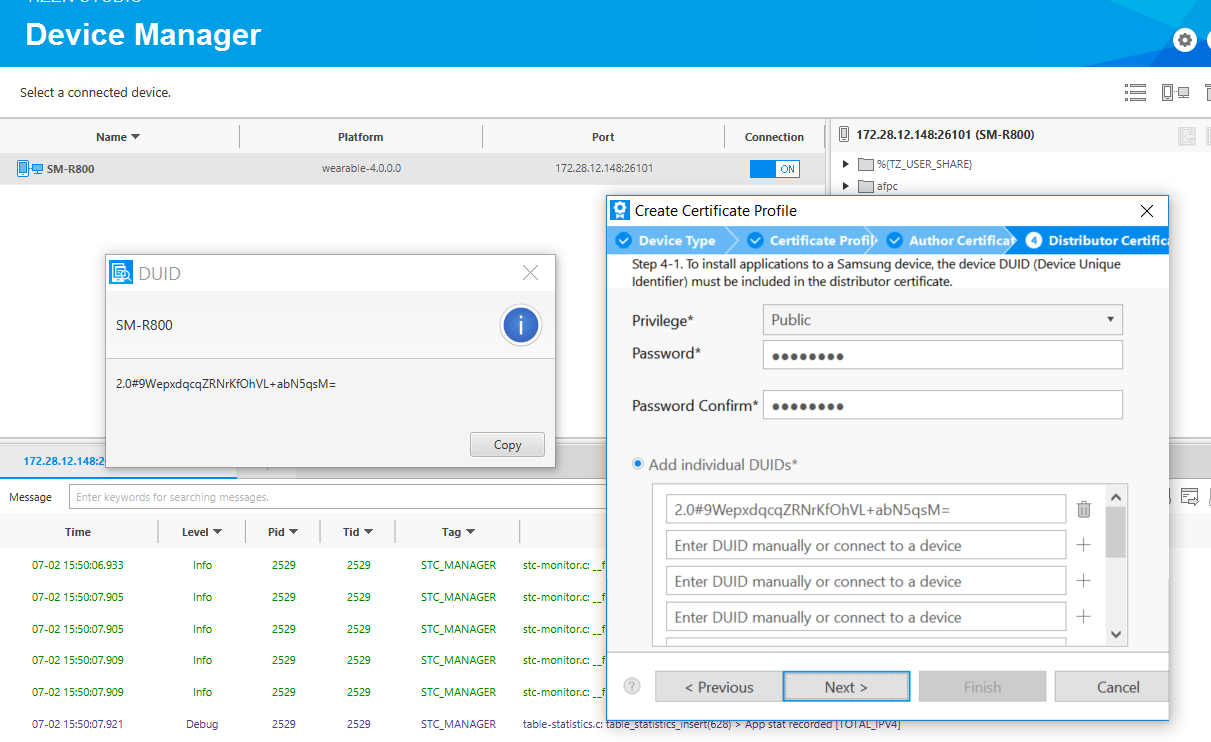 TIZEN STUDIO
Device Manager
Select a connected device.
Name Platform Port Connection
SM-R800 wearable-4.0.0.0 172.28.12.148:26101 ON
172.28.12.148:26101 (SM-R800)
%{TZ_USER_SHARE}
afpc
DUID
SM-R800
i
2.0#9WepxdqcqZRNrKfOhVL+abN5qsM=
Copy
Create Certificate Profile
Device Type Certificate Profil Author Certificat 4 Distributor Certifica
Step 4-1. To install applications to a Samsung device, the device DUID (Device Unique
Identifier) must be included in the distributor certificate.
Privilege* Public
Password* ●●●●●●●●
Password Confirm* ●●●●●●●●
Add individual DUIDs*
2.0#9WepxdqcqZRNrKfOhVL+abN5qsM=
Enter DUID manually or connect to a device
Enter DUID manually or connect to a device
Enter DUID manually or connect to a device
? < Previous Next > Finish Cancel
172.28.12.148:2
Message Enter keywords for searching messages.
Time Level Pid Tid Tag
07-02 15:50:06.933 Info 2529 2529 STC_MANAGER stc-monitor.c: __f
07-02 15:50:07.905 Info 2529 2529 STC_MANAGER stc-monitor.c: __f
07-02 15:50:07.905 Info 2529 2529 STC_MANAGER stc-monitor.c: __f
07-02 15:50:07.909 Info 2529 2529 STC_MANAGER stc-monitor.c: __f
07-02 15:50:07.909 Info 2529 2529 STC_MANAGER stc-monitor.c: __f
07-02 15:50:07.921 Debug 2529 2529 STC_MANAGER table-statistics.c: table_statistics_insert(628) > App stat recorded [TOTAL_IPV4]